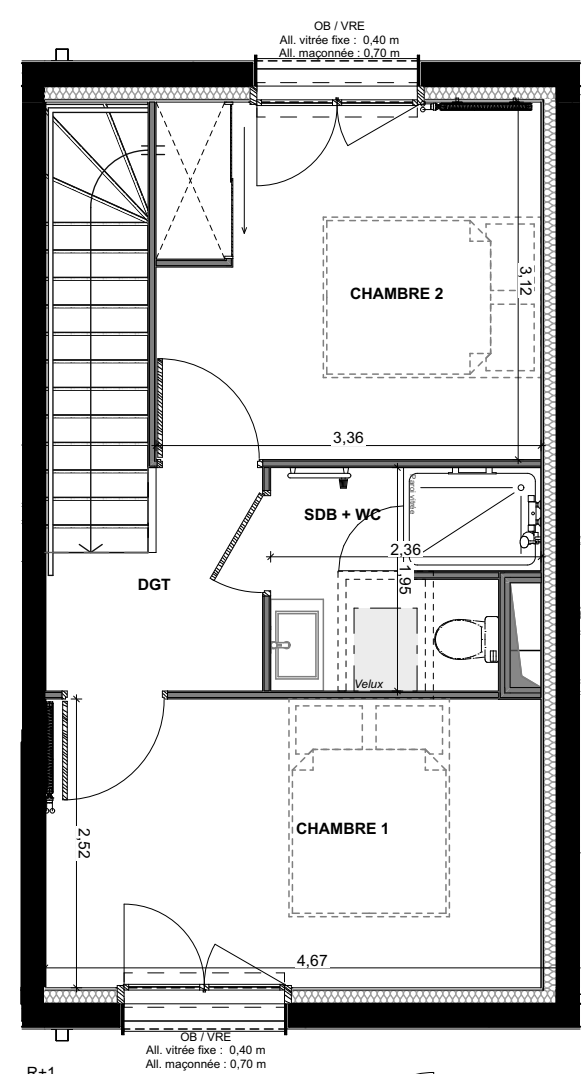 OB / VRE
All. vitrée fixe : 0,40 m
All. maçonnée : 0,70 m
CHAMBRE 2
3,12
3,36
Paroi vitrée
SDB + WC
2,36
1,95
DGT
Velux
CHAMBRE 1
2,52
4,67
OB / VRE
All. vitrée fixe : 0,40 m
All. maçonnée : 0,70 m
R+1